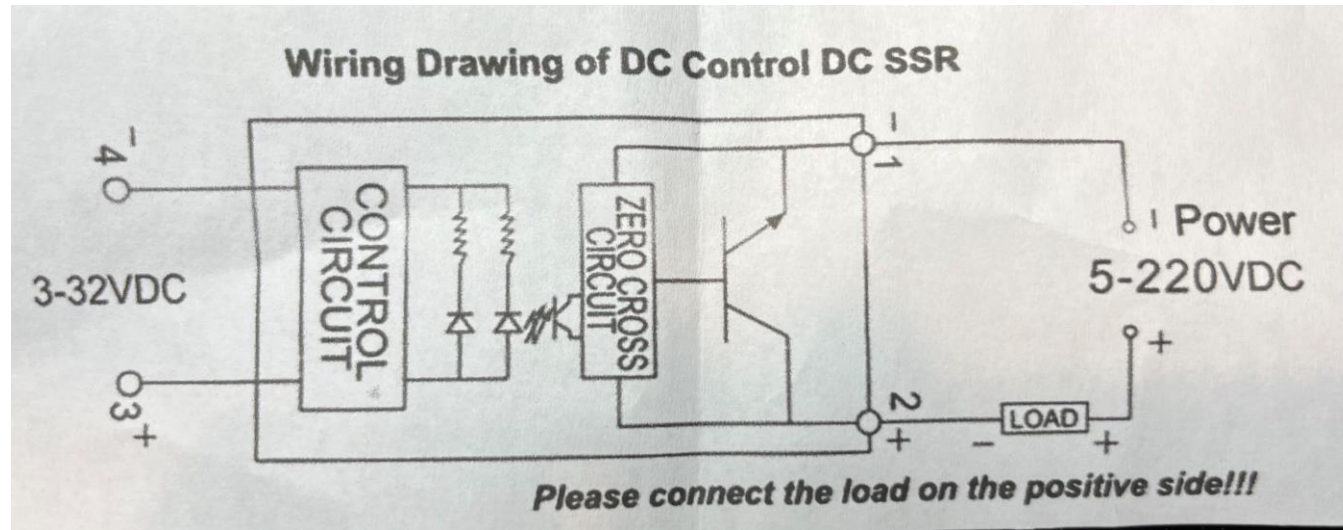 Wiring Drawing of DC Control DC SSR
- 4
3-32VDC
3 +
CONTROL
CIRCUIT
ZERO CROSS
CIRCUIT
- 1
- Power
5-220VDC
+
2 +
- LOAD +
Please connect the load on the positive side!!!